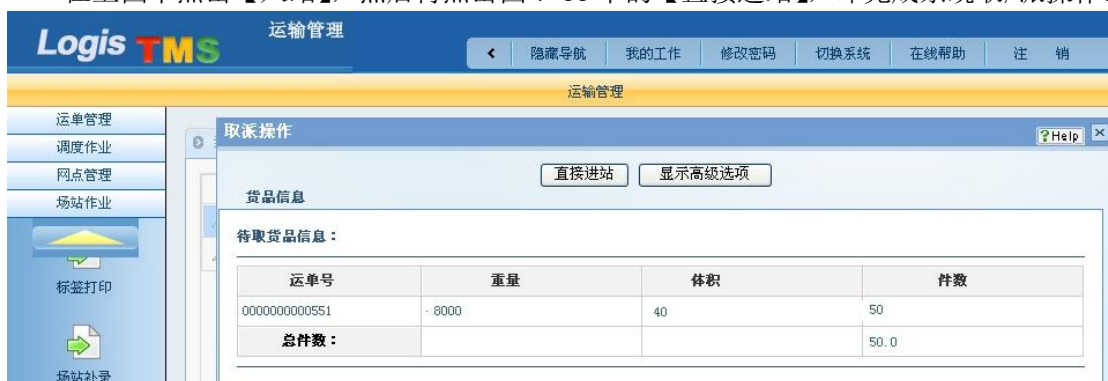 Logis TMS
运输管理
隐藏导航 我的工作 修改密码 切换系统 在线帮助 注 销
运输管理
运单管理
调度作业
网点管理
场站作业
标签打印
场站补录
取派操作
?Help ×
直接进站 显示高级选项
货品信息
待取货品信息：
运单号 重量 体积 件数
0000000000551 8000 40 50
总件数： 50.0